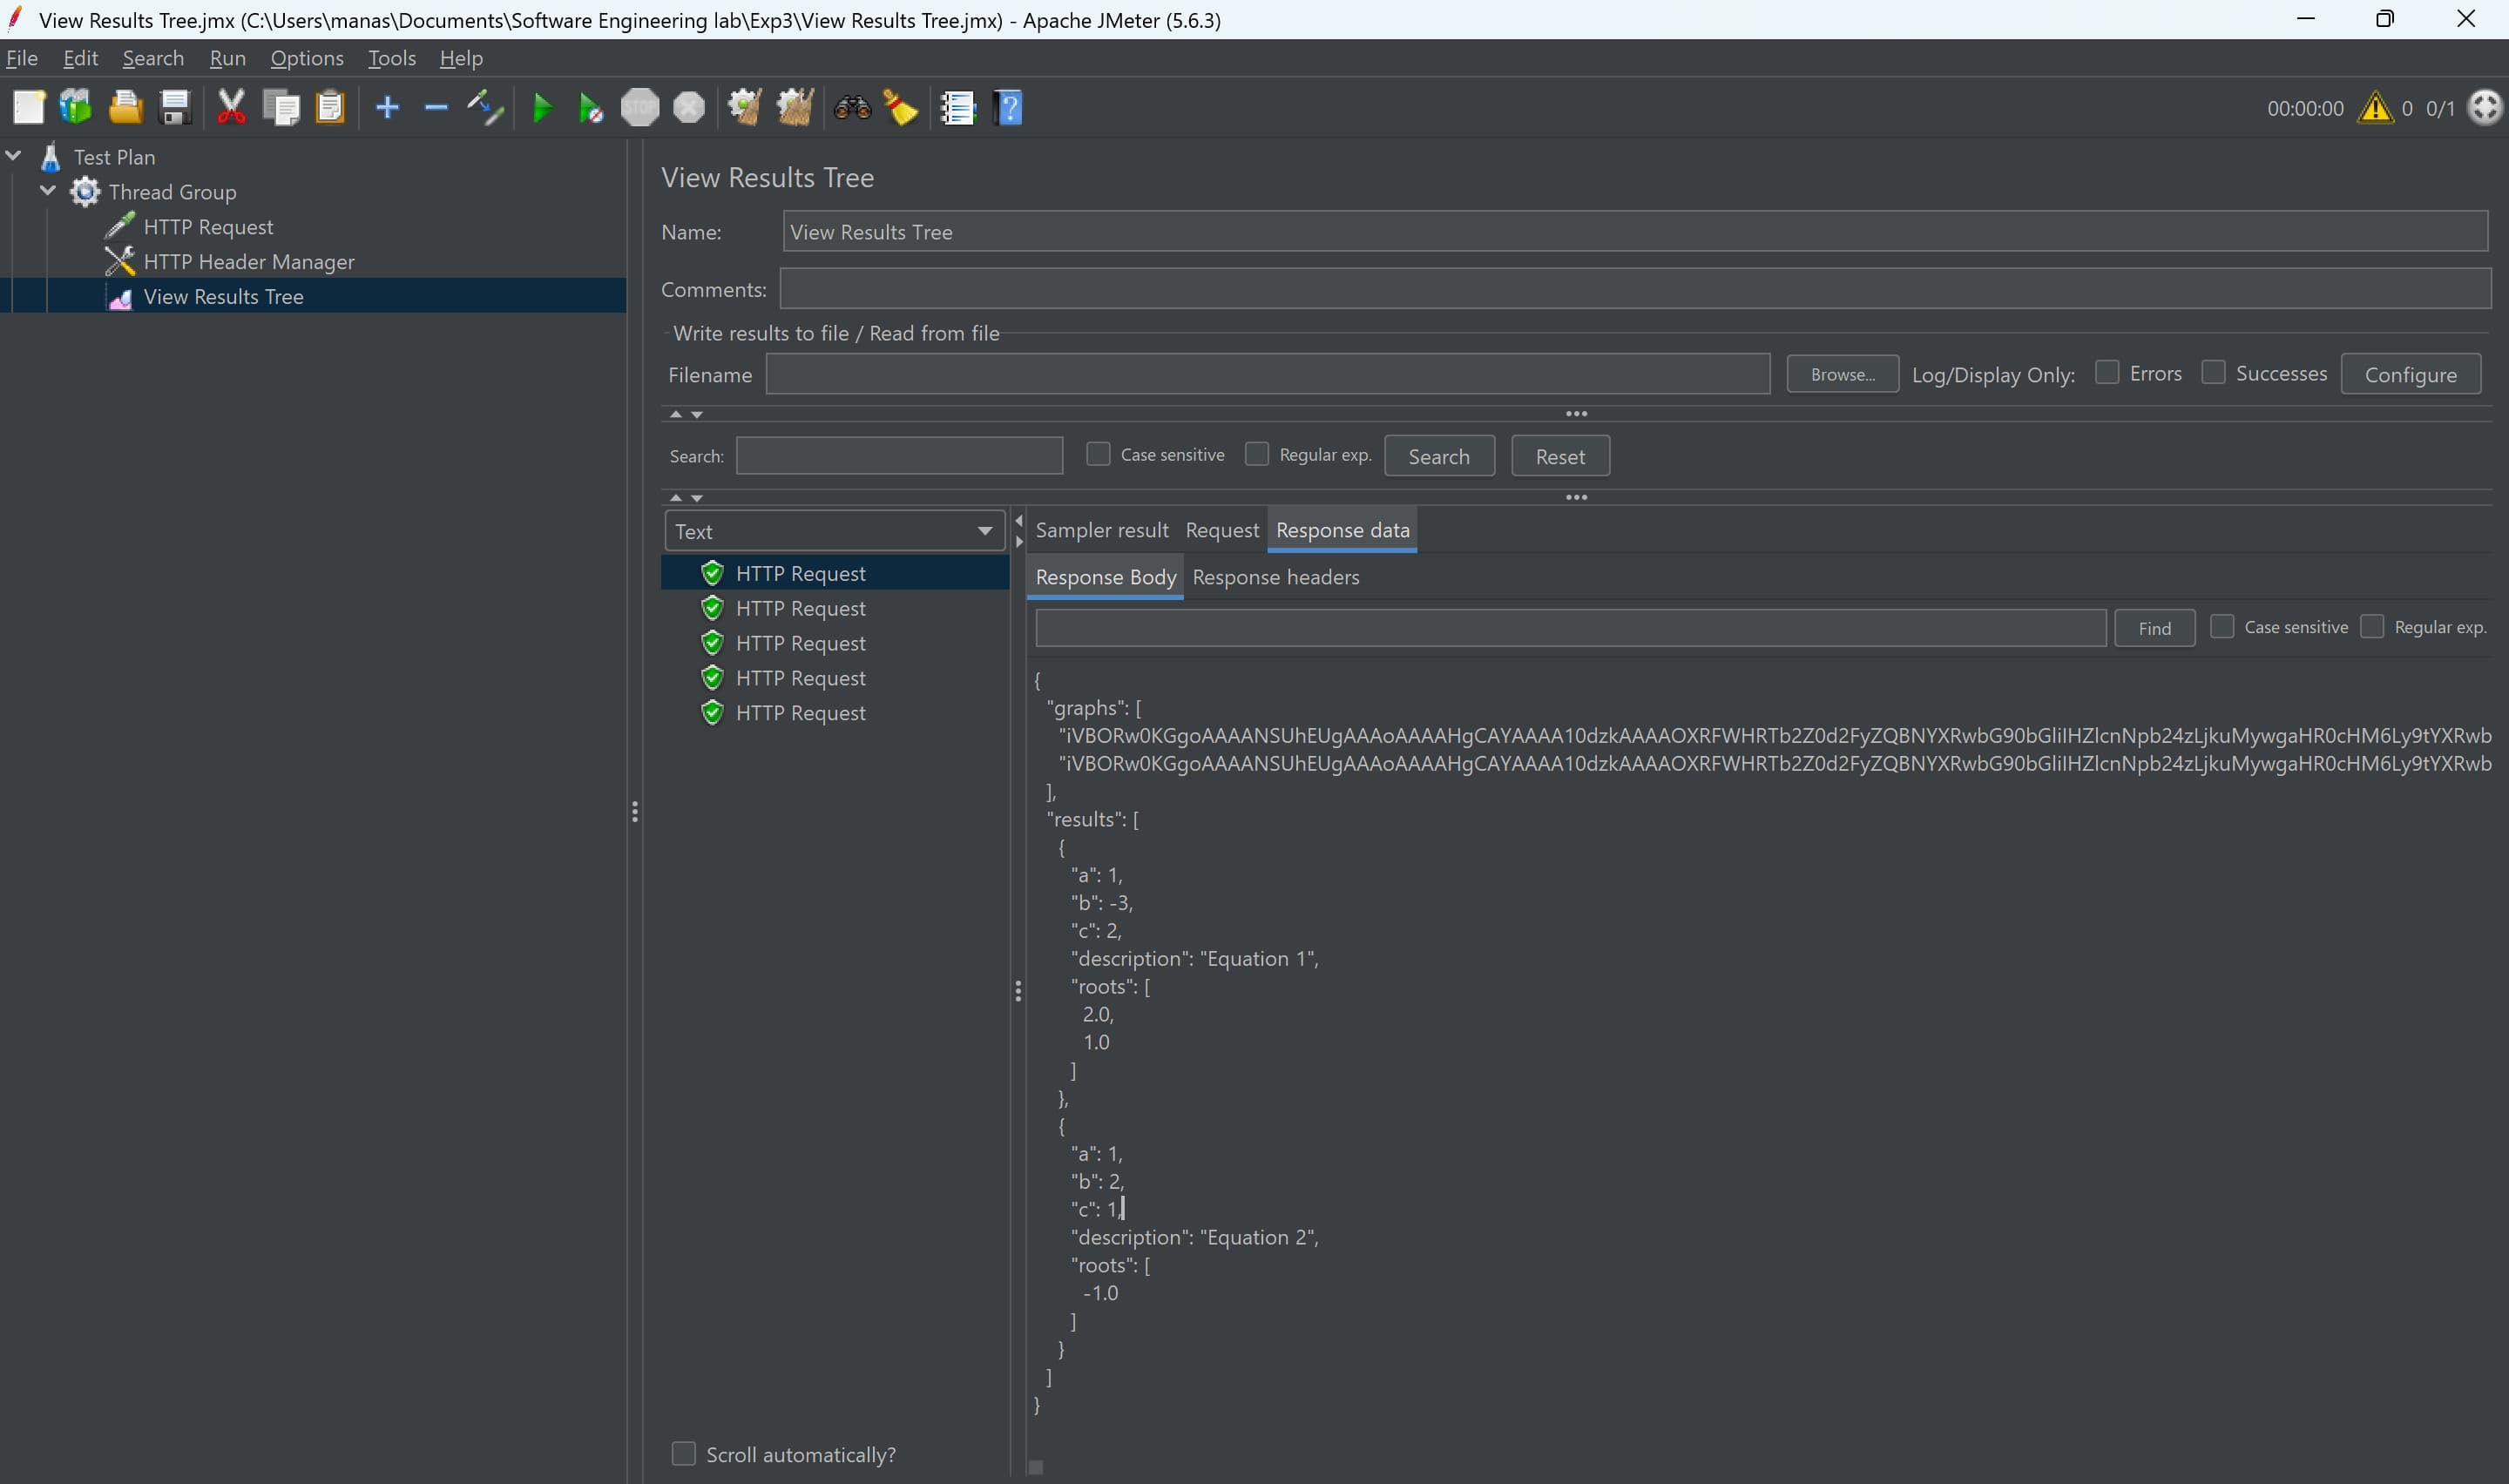 View Results Tree.jmx (C:\Users\manas\Documents\Software Engineering lab\Exp3\View Results Tree.jmx) - Apache JMeter (5.6.3)
File Edit Search Run Options Tools Help
STOP
00:00:00 0 0/1
Test Plan
Thread Group
HTTP Request
HTTP Header Manager
View Results Tree
View Results Tree
Name: View Results Tree
Comments:
Write results to file / Read from file
Filename Browse... Log/Display Only: Errors Successes Configure
Search: Case sensitive Regular exp. Search Reset
Text
HTTP Request
HTTP Request
HTTP Request
HTTP Request
HTTP Request
Scroll automatically?
Sampler result Request Response data
Response Body Response headers
Find Case sensitive Regular exp.
{
"graphs": [
"iVBORw0KGgoAAAANSUhEUgAAAoAAAAHgCAYAAAA10dzkAAAAOXRFWHRTb2Z0d2FyZQBNYXRwbG90bGliIHZlcnNpb24zLjkuMywgaHR0cHM6Ly9tYXRwb
"iVBORw0KGgoAAAANSUhEUgAAAoAAAAHgCAYAAAA10dzkAAAAOXRFWHRTb2Z0d2FyZQBNYXRwbG90bGliIHZlcnNpb24zLjkuMywgaHR0cHM6Ly9tYXRwb
],
"results": [
{
"a": 1,
"b": -3,
"c": 2,
"description": "Equation 1",
"roots": [
2.0,
1.0
]
},
{
"a": 1,
"b": 2,
"c": 1,
"description": "Equation 2",
"roots": [
-1.0
]
}
]
}